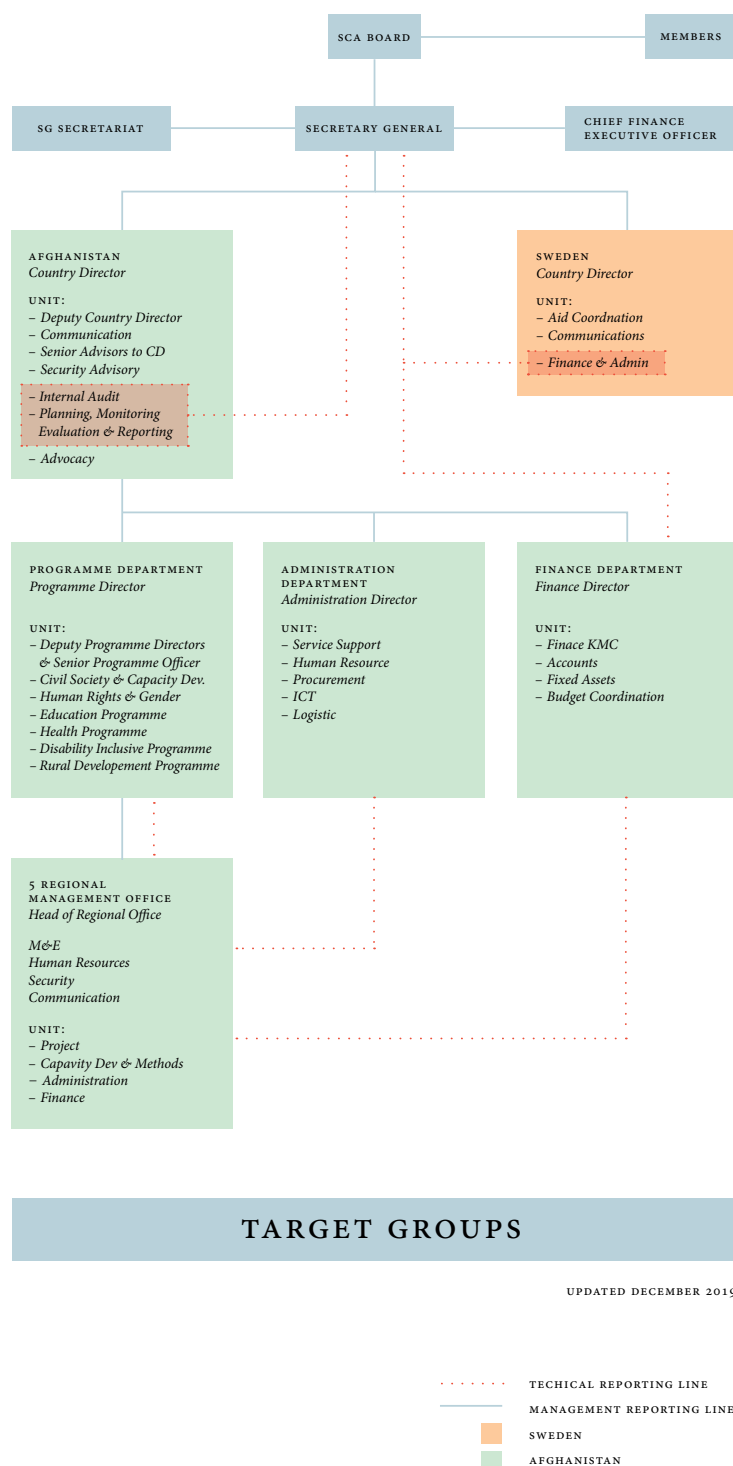 SCA BOARD
MEMBERS
SG SECRETARIAT
SECRETARY GENERAL
CHIEF FINANCE
EXECUTIVE OFFICER
AFGHANISTAN
Country Director
UNIT:
– Deputy Country Director
– Communication
– Senior Advisors to CD
– Security Advisory
– Internal Audit
– Planning, Monitoring
Evaluation & Reporting
– Advocacy
SWEDEN
Country Director
UNIT:
– Aid Coordnation
– Communications
– Finance & Admin
PROGRAMME DEPARTMENT
Programme Director
UNIT:
– Deputy Programme Directors
& Senior Programme Officer
– Civil Society & Capacity Dev.
– Human Rights & Gender
– Education Programme
– Health Programme
– Disability Inclusive Programme
– Rural Developement Programme
ADMINISTRATION
DEPARTMENT
Administration Director
UNIT:
– Service Support
– Human Resource
– Procurement
– ICT
– Logistic
FINANCE DEPARTMENT
Finance Director
UNIT:
– Finace KMC
– Accounts
– Fixed Assets
– Budget Coordination
5 REGIONAL
MANAGEMENT OFFICE
Head of Regional Office
M&E
Human Resources
Security
Communication
UNIT:
– Project
– Capavity Dev & Methods
– Administration
– Finance
TARGET GROUPS
UPDATED DECEMBER 2019
TECHICAL REPORTING LINE
MANAGEMENT REPORTING LINE
SWEDEN
AFGHANISTAN